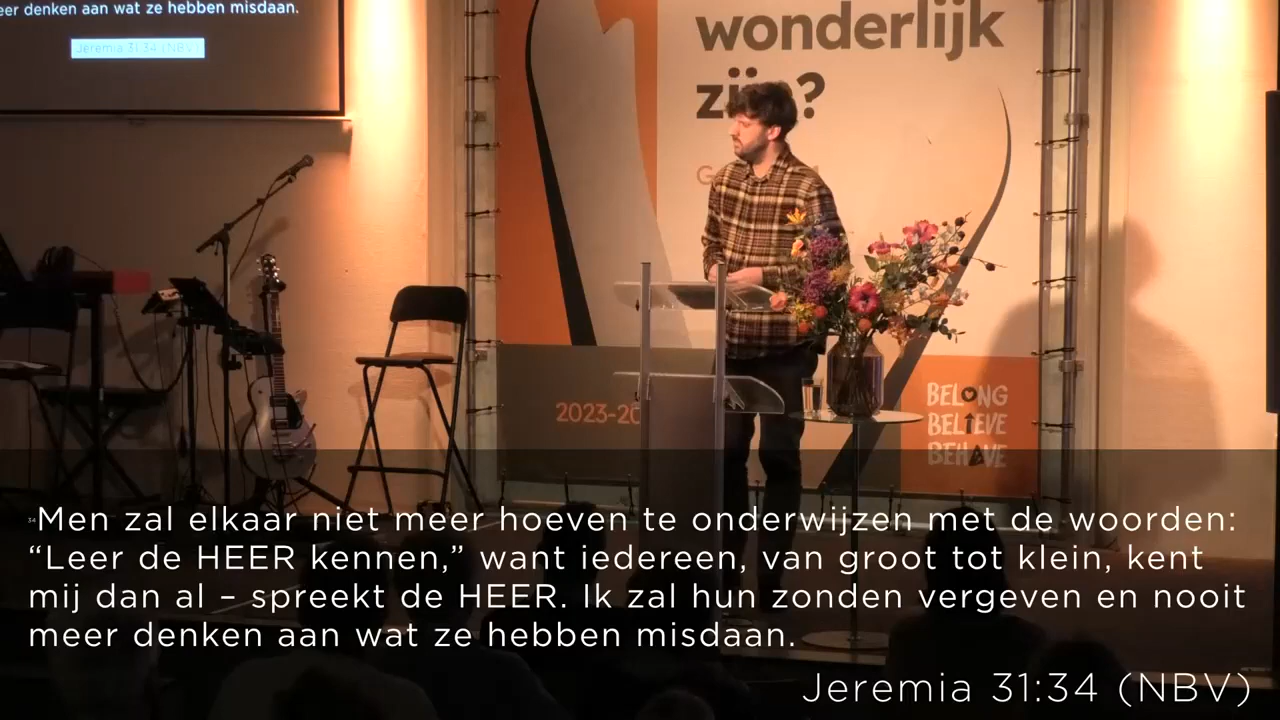 eer denken aan wat ze hebben misdaan.
Jeremia 31:34 (NBV)
wonderlijk
zijn?
2023-20
BELONG
BELIEVE
BEHAVE
34 Men zal elkaar niet meer hoeven te onderwijzen met de woorden:
“Leer de HEER kennen,” want iedereen, van groot tot klein, kent
mij dan al – spreekt de HEER. Ik zal hun zonden vergeven en nooit
meer denken aan wat ze hebben misdaan.
Jeremia 31:34 (NBV)